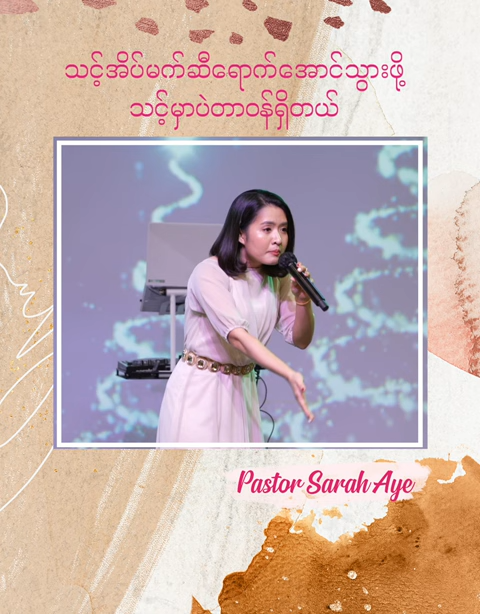 သင့်အိပ်မက်ဆီရောက်အောင်သွားဖို့
သင့်မှာပဲတာဝန်ရှိတယ်
Pastor Sarah Aye